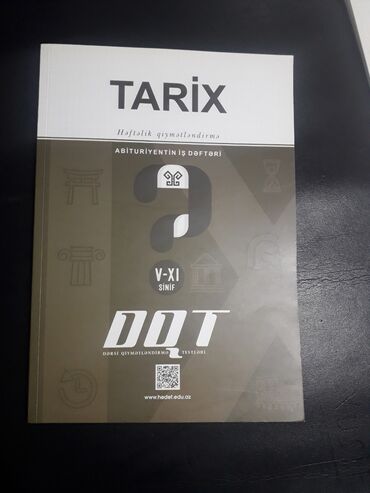 TARİX
Həftəlik qiymətləndirmə
ABİTURİYENTİN İŞ DƏFTƏRİ
V-XI
SİNİF
DQT
DƏRSİ QİYMƏTLƏNDİRMƏ TESTLƏRİ
www.hedef.edu.az